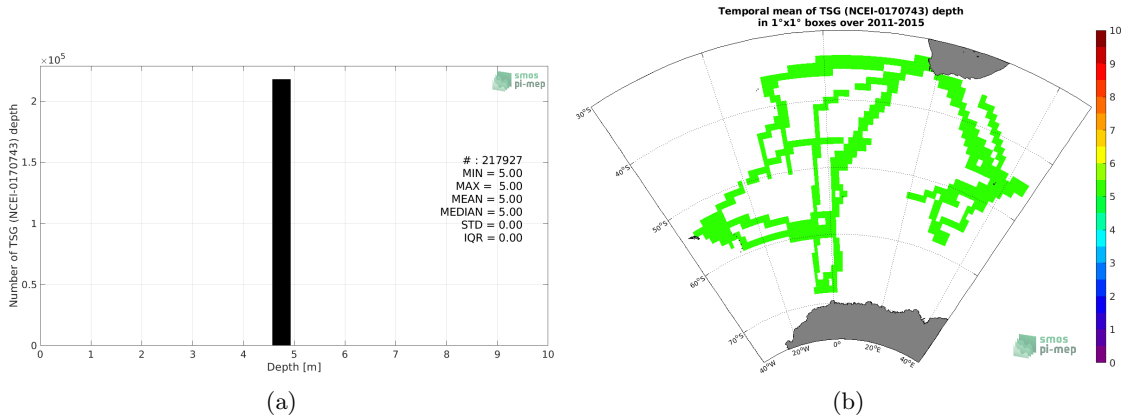 ×10⁵
2
1.5
1
0.5
0
0 1 2 3 4 5 6 7 8 9 10
Number of TSG (NCEI-0170743) depth
Depth [m]
smos
pi-mep
# : 217927
MIN = 5.00
MAX = 5.00
MEAN = 5.00
MEDIAN = 5.00
STD = 0.00
IQR = 0.00
(a)
Temporal mean of TSG (NCEI-0170743) depth
in 1°x1° boxes over 2011-2015
30°S
40°S
50°S
60°S
70°S
40°W
20°W
0°
20°E
40°E
10
9
8
7
6
5
4
3
2
1
0
smos
pi-mep
(b)